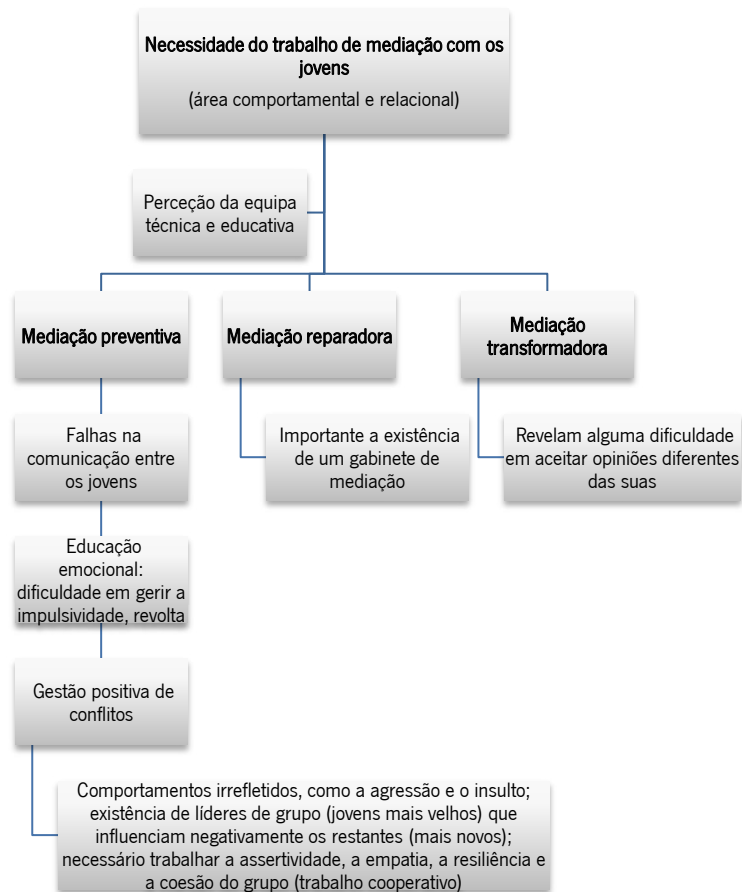 Necessidade do trabalho de mediação com os
jovens
(área comportamental e relacional)
Perceção da equipa
técnica e educativa
Mediação preventiva
Mediação reparadora
Mediação
transformadora
Falhas na
comunicação entre
os jovens
Importante a existência
de um gabinete de
mediação
Revelam alguma dificuldade
em aceitar opiniões diferentes
das suas
Educação
emocional:
dificuldade em gerir a
impulsividade, revolta
Gestão positiva de
conflitos
Comportamentos irrefletidos, como a agressão e o insulto;
existência de líderes de grupo (jovens mais velhos) que
influenciam negativamente os restantes (mais novos);
necessário trabalhar a assertividade, a empatia, a resiliência e
a coesão do grupo (trabalho cooperativo)